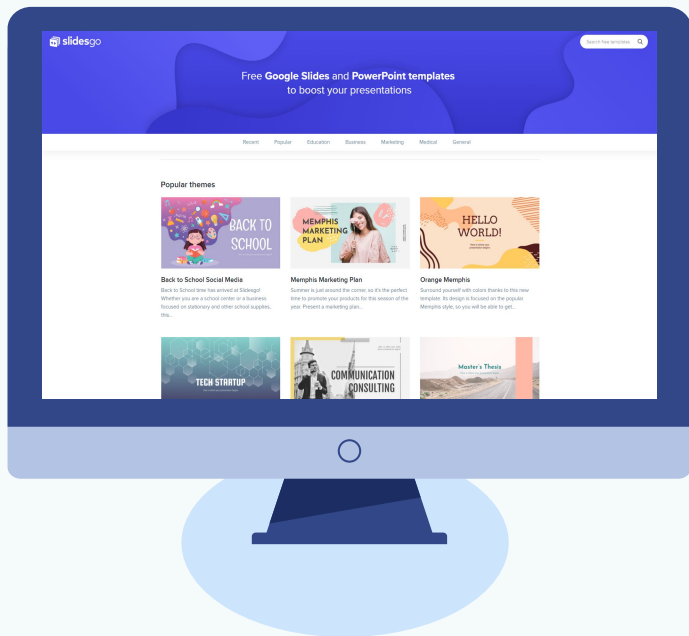 slidesgo
Search free templates
Free Google Slides and PowerPoint templates
to boost your presentations
Recent Popular Education Business Marketing Medical General
Popular themes
BACK TO
SCHOOL
MEMPHIS
MARKETING
PLAN
HELLO
WORLD!
Back to School Social Media
Back to School time has arrived at Slidesgo!
Whether you are a school center or a business
focused on stationary and other school supplies,
this...
Memphis Marketing Plan
Summer is just around the corner, so it's the perfect
time to promote your products for this season of the
year. Present a marketing plan...
Orange Memphis
Surround yourself with colors thanks to this new
template. Its design is focused on the popular
Memphis style, so you will be able to get...
TECH STARTUP
COMMUNICATION
CONSULTING
Master's Thesis